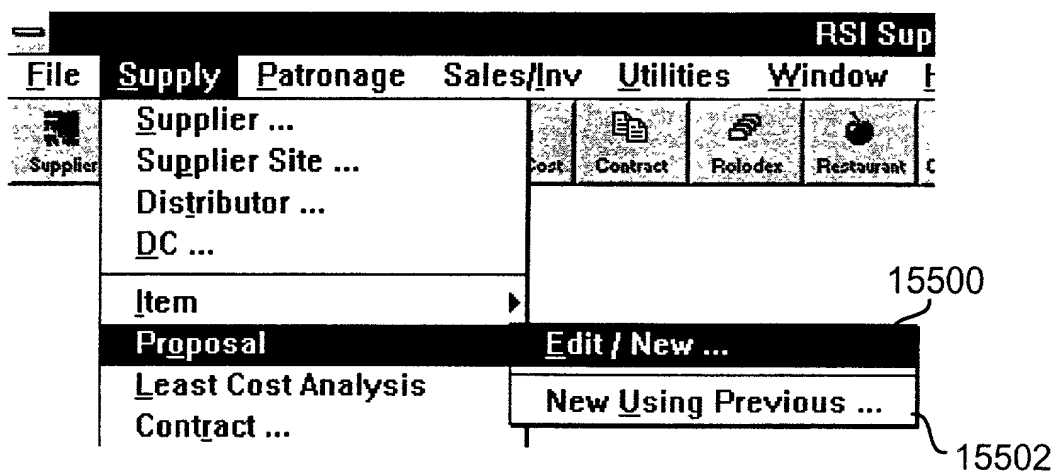 RSI Sup
File Supply Patronage Sales/Inv Utilities Window H
Supplier Cost Contract Rolodex Restaurant
Supplier ...
Supplier Site ...
Distributor ...
DC ...
Item
Proposal
Edit / New ...
Least Cost Analysis
New Using Previous ...
Contract ...
15500
15502